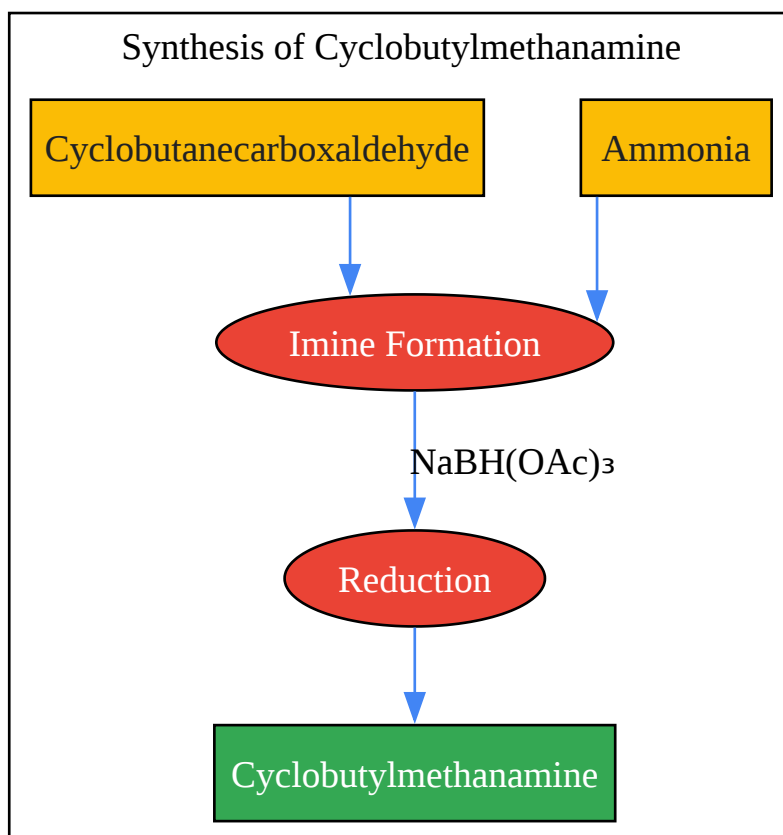 Synthesis of Cyclobutylmethanamine
Cyclobutanecarboxaldehyde
Ammonia
Imine Formation
NaBH(OAc)₃
Reduction
Cyclobutylmethanamine